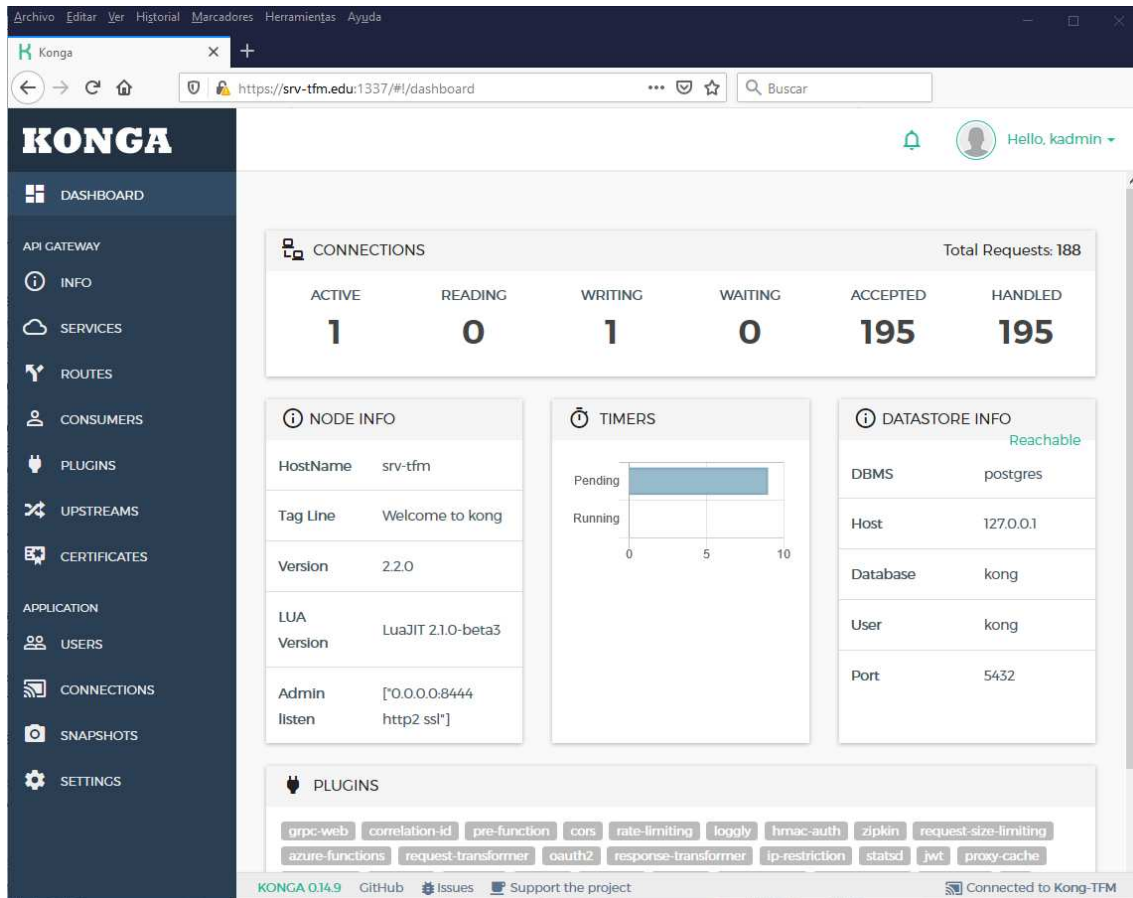 Archivo Editar Ver Historial Marcadores Herramientas Ayuda
Konga
https://srv-tfm.edu:1337/#!/dashboard
Buscar
KONGA
Hello, kadmin
DASHBOARD
API GATEWAY
INFO
SERVICES
ROUTES
CONSUMERS
PLUGINS
UPSTREAMS
CERTIFICATES
APPLICATION
USERS
CONNECTIONS
SNAPSHOTS
SETTINGS
CONNECTIONS Total Requests: 188
ACTIVE READING WRITING WAITING ACCEPTED HANDLED
1 0 1 0 195 195
NODE INFO
HostName srv-tfm
Tag Line Welcome to kong
Version 2.2.0
LUA Version LuaJIT 2.1.0-beta3
Admin listen ["0.0.0.0:8444 http2 ssl"]
TIMERS
Pending
Running
0 5 10
DATASTORE INFO
Reachable
DBMS postgres
Host 127.0.0.1
Database kong
User kong
Port 5432
PLUGINS
grpc-web correlation-id pre-function cors rate-limiting loggly hmac-auth zipkin request-size-limiting
azure-functions request-transformer oauth2 response-transformer ip-restriction statsd jwt proxy-cache
KONGA 0.14.9 GitHub Issues Support the project Connected to Kong-TFM